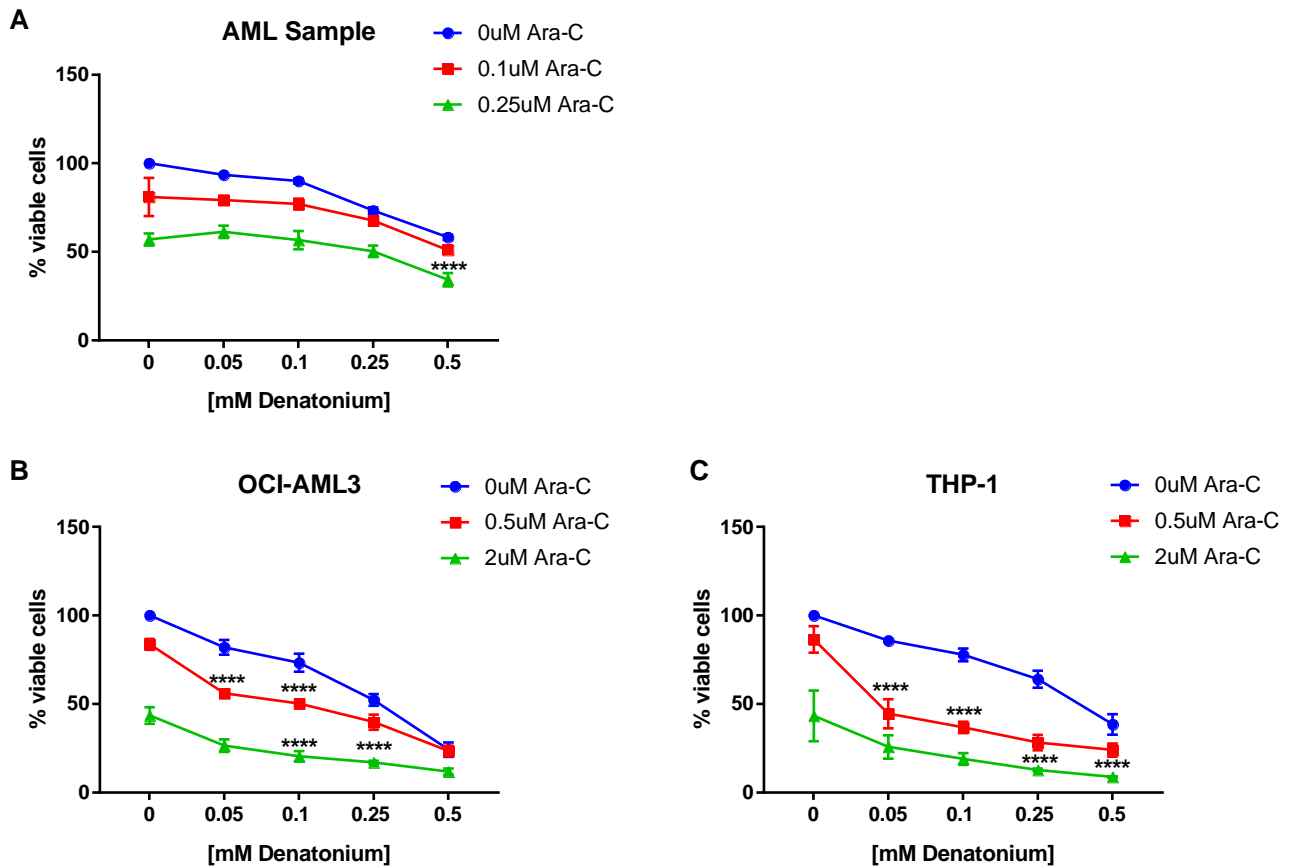 A
AML Sample
0uM Ara-C
0.1uM Ara-C
0.25uM Ara-C
150
100
50
0
% viable cells
****
0 0.05 0.1 0.25 0.5
[mM Denatonium]
B
OCI-AML3
0uM Ara-C
0.5uM Ara-C
2uM Ara-C
150
100
50
0
% viable cells
**** ****
**** ****
0 0.05 0.1 0.25 0.5
[mM Denatonium]
C
THP-1
0uM Ara-C
0.5uM Ara-C
2uM Ara-C
150
100
50
0
% viable cells
**** ****
**** ****
0 0.05 0.1 0.25 0.5
[mM Denatonium]